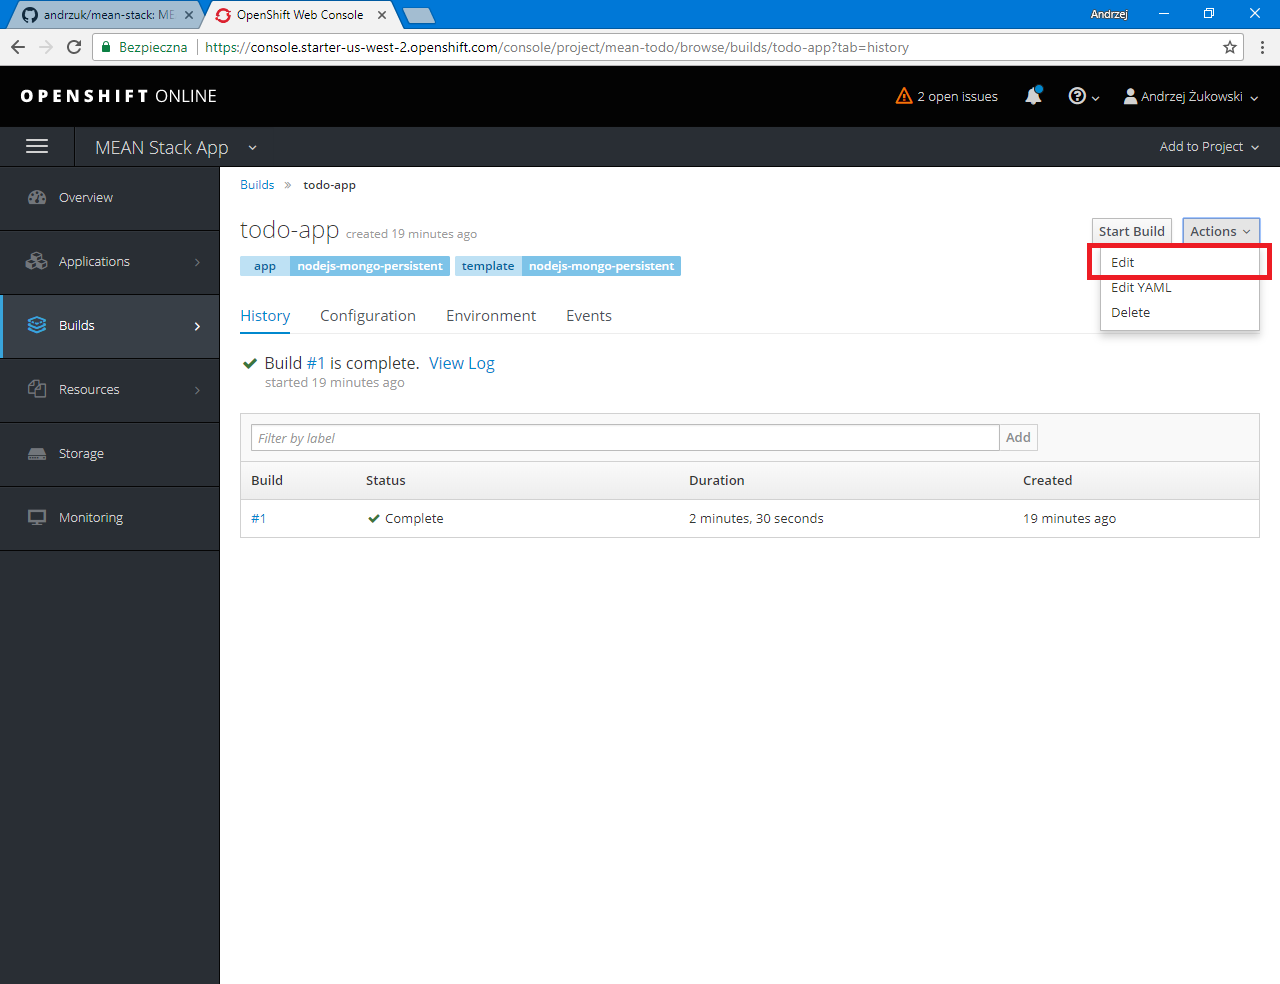 andrzuk/mean-stack: ME
OpenShift Web Console
Andrzej
Bezpieczna
https://console.starter-us-west-2.openshift.com/console/project/mean-todo/browse/builds/todo-app?tab=history
OPENSHIFT ONLINE
2 open issues
Andrzej Żukowski
MEAN Stack App
Add to Project
Overview
Applications
Builds
Resources
Storage
Monitoring
Builds » todo-app
todo-app created 19 minutes ago
Start Build
Actions
app nodejs-mongo-persistent template nodejs-mongo-persistent
Edit
Edit YAML
Delete
History Configuration Environment Events
Build #1 is complete. View Log
started 19 minutes ago
Filter by label
Add
Build Status Duration Created
#1 Complete 2 minutes, 30 seconds 19 minutes ago